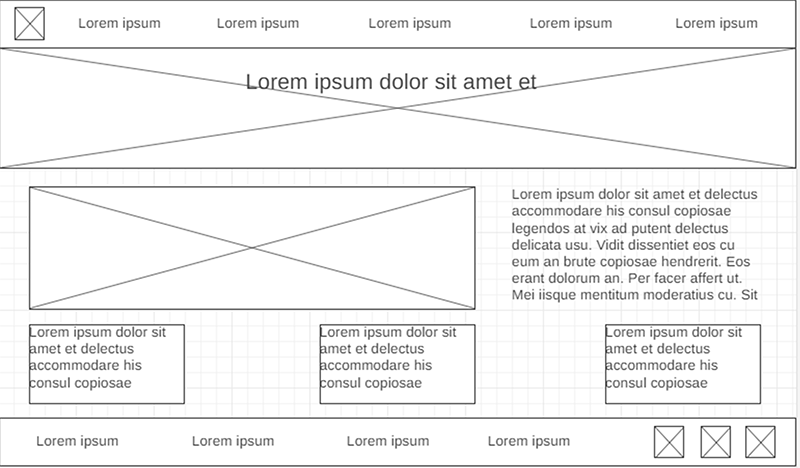 Lorem ipsum Lorem ipsum Lorem ipsum Lorem ipsum Lorem ipsum
Lorem ipsum dolor sit amet et
Lorem ipsum dolor sit amet et delectus
accommodare his consul copiosae
legendos at vix ad putent delectus
delicata usu. Vidit dissentiet eos cu
eum an brute copiosae hendrerit. Eos
erant dolorum an. Per facer affert ut.
Mei iisque mentitum moderatius cu. Sit
Lorem ipsum dolor sit
amet et delectus
accommodare his
consul copiosae
Lorem ipsum dolor sit
amet et delectus
accommodare his
consul copiosae
Lorem ipsum dolor sit
amet et delectus
accommodare his
consul copiosae
Lorem ipsum Lorem ipsum Lorem ipsum Lorem ipsum